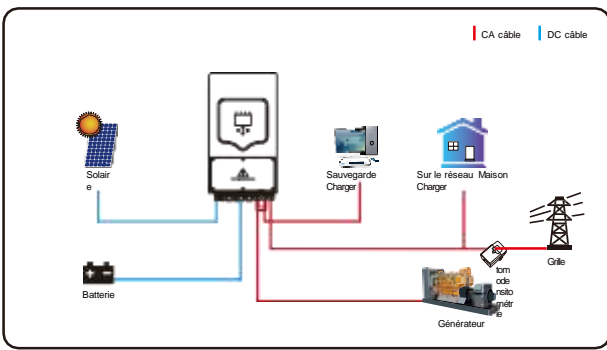 CA câble
DC câble
Solair
e
Sauvegarde
Charger
Sur le réseau Maison
Charger
Batterie
Grille
tom
ode
nsito
métr
ie
Générateur